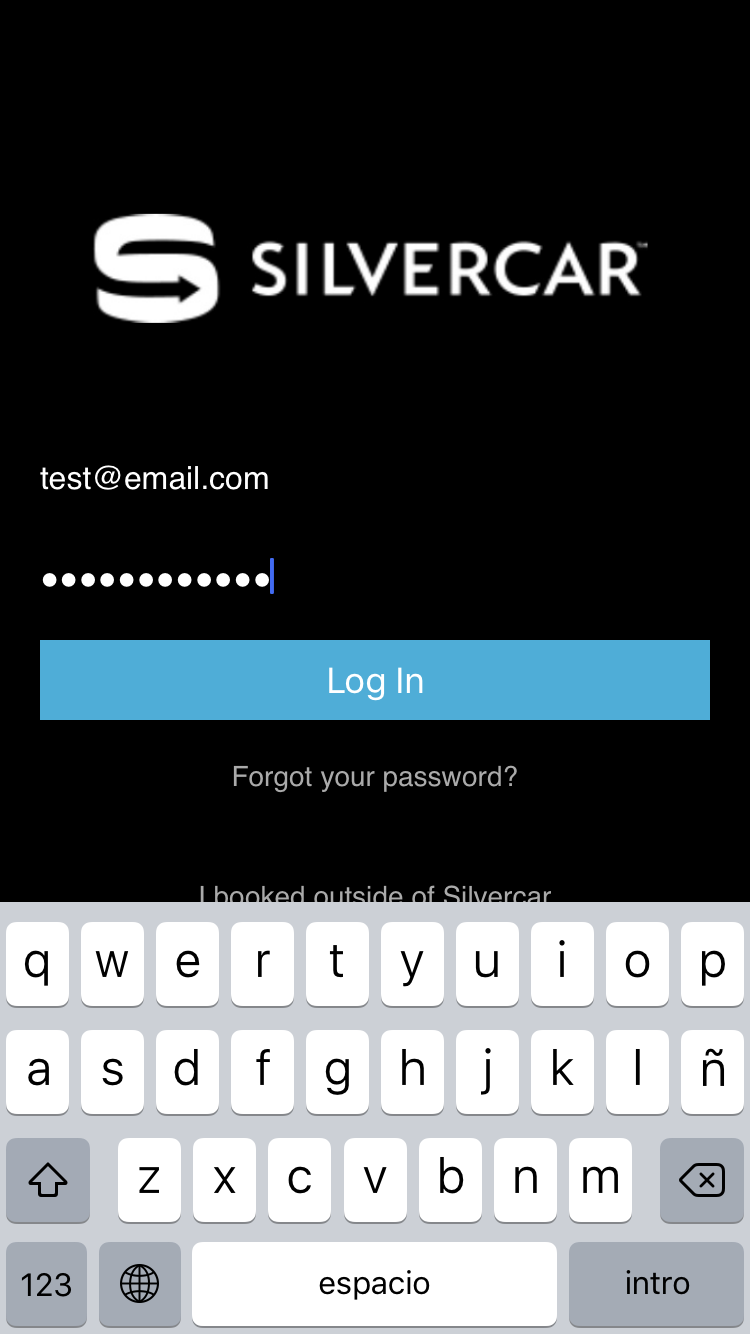 SILVERCAR™
test@email.com
••••••••••••
Log In
Forgot your password?
I booked outside of Silvercar
q w e r t y u i o p
a s d f g h j k l ñ
z x c v b n m
123 espacio intro